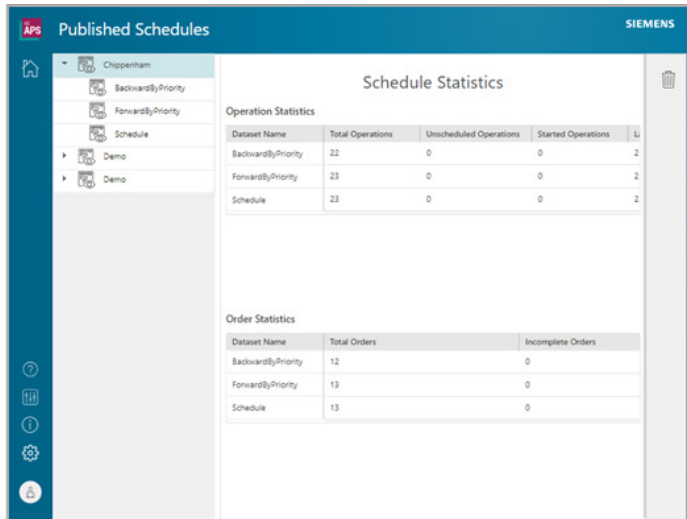 APS Published Schedules SIEMENS
Chippenham
BackwardByPriority
ForwardByPriority
Schedule
Demo
Demo
Schedule Statistics
Operation Statistics
Dataset Name Total Operations Unscheduled Operations Started Operations
BackwardByPriority 22 0 0 2
ForwardByPriority 23 0 0 2
Schedule 23 0 0 2
Order Statistics
Dataset Name Total Orders Incomplete Orders
BackwardByPriority 12 0
ForwardByPriority 13 0
Schedule 13 0